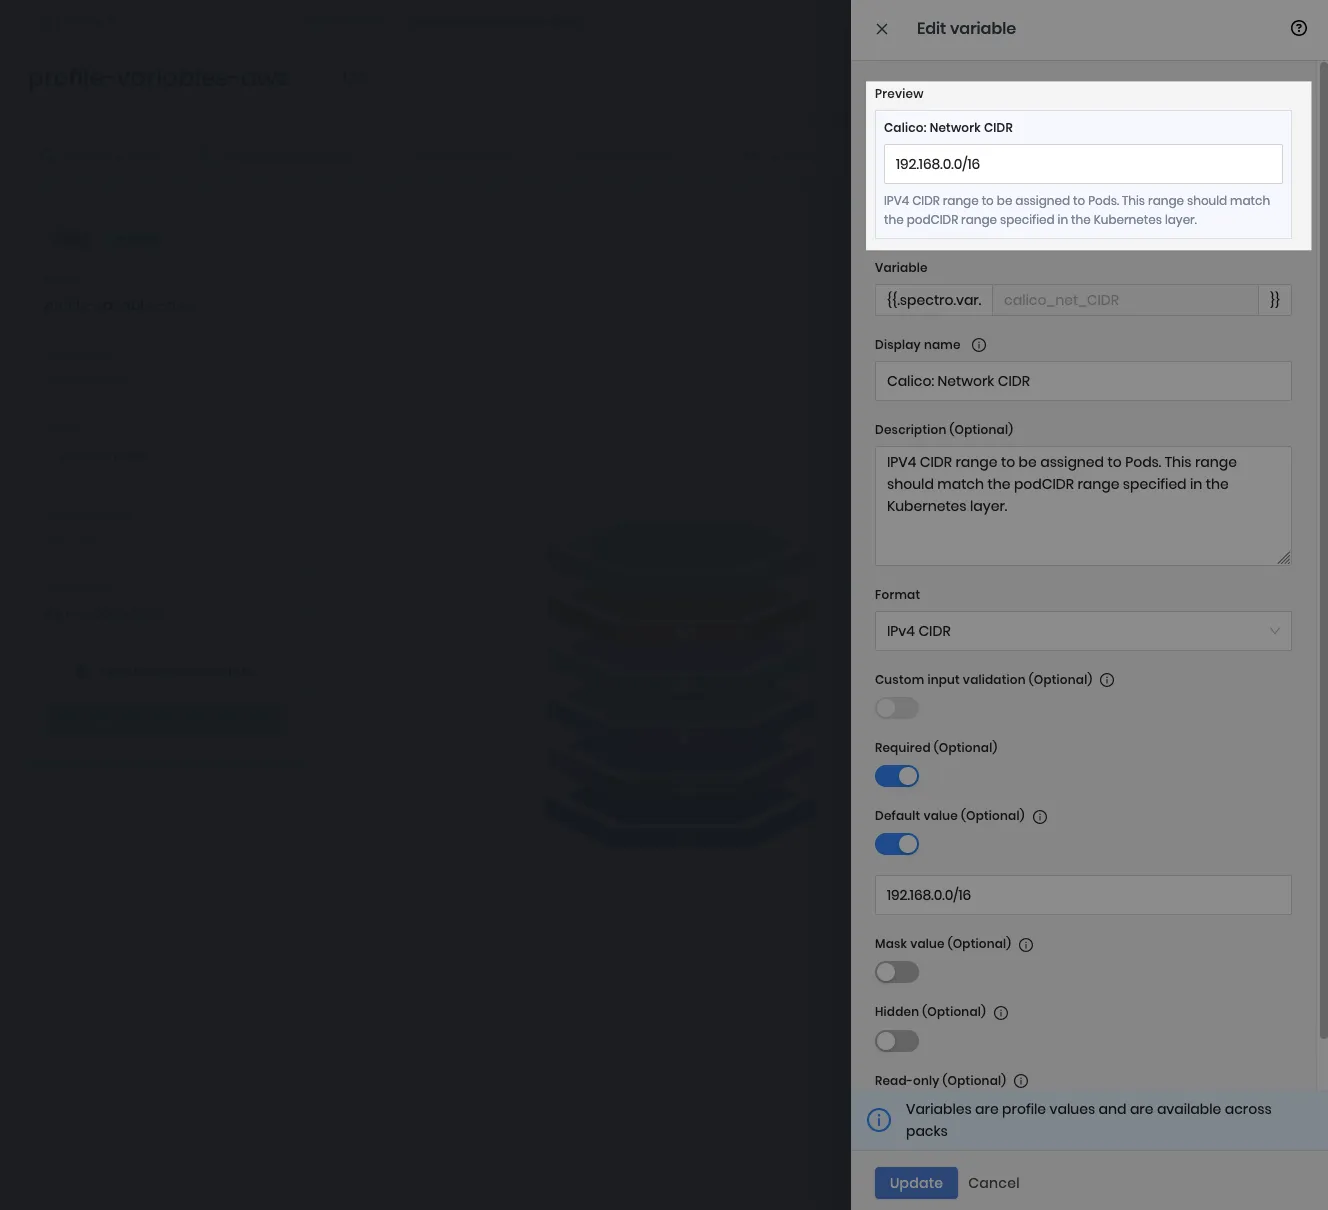 profile-variables-aws
Edit variable
Preview
Calico: Network CIDR
192.168.0.0/16
IPV4 CIDR range to be assigned to Pods. This range should match
the podCIDR range specified in the Kubernetes layer.
Variable
{{.spectro.var. calico_net_CIDR }}
Display name
Calico: Network CIDR
Description (Optional)
IPV4 CIDR range to be assigned to Pods. This range
should match the podCIDR range specified in the
Kubernetes layer.
Format
IPv4 CIDR
Custom input validation (Optional)
Required (Optional)
Default value (Optional)
192.168.0.0/16
Mask value (Optional)
Hidden (Optional)
Read-only (Optional)
Variables are profile values and are available across
packs
Update Cancel